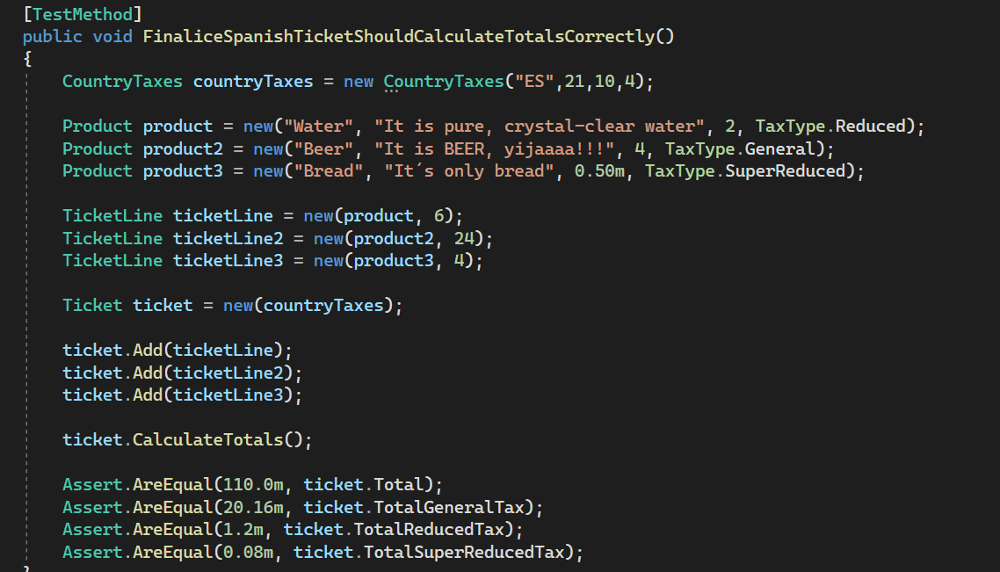 [TestMethod]
public void FinaliceSpanishTicketShouldCalculateTotalsCorrectly()
{
CountryTaxes countryTaxes = new CountryTaxes("ES",21,10,4);
Product product = new("Water", "It is pure, crystal-clear water", 2, TaxType.Reduced);
Product product2 = new("Beer", "It is BEER, yijaaaa!!!", 4, TaxType.General);
Product product3 = new("Bread", "It´s only bread", 0.50m, TaxType.SuperReduced);
TicketLine ticketLine = new(product, 6);
TicketLine ticketLine2 = new(product2, 24);
TicketLine ticketLine3 = new(product3, 4);
Ticket ticket = new(countryTaxes);
ticket.Add(ticketLine);
ticket.Add(ticketLine2);
ticket.Add(ticketLine3);
ticket.CalculateTotals();
Assert.AreEqual(110.0m, ticket.Total);
Assert.AreEqual(20.16m, ticket.TotalGeneralTax);
Assert.AreEqual(1.2m, ticket.TotalReducedTax);
Assert.AreEqual(0.08m, ticket.TotalSuperReducedTax);
}